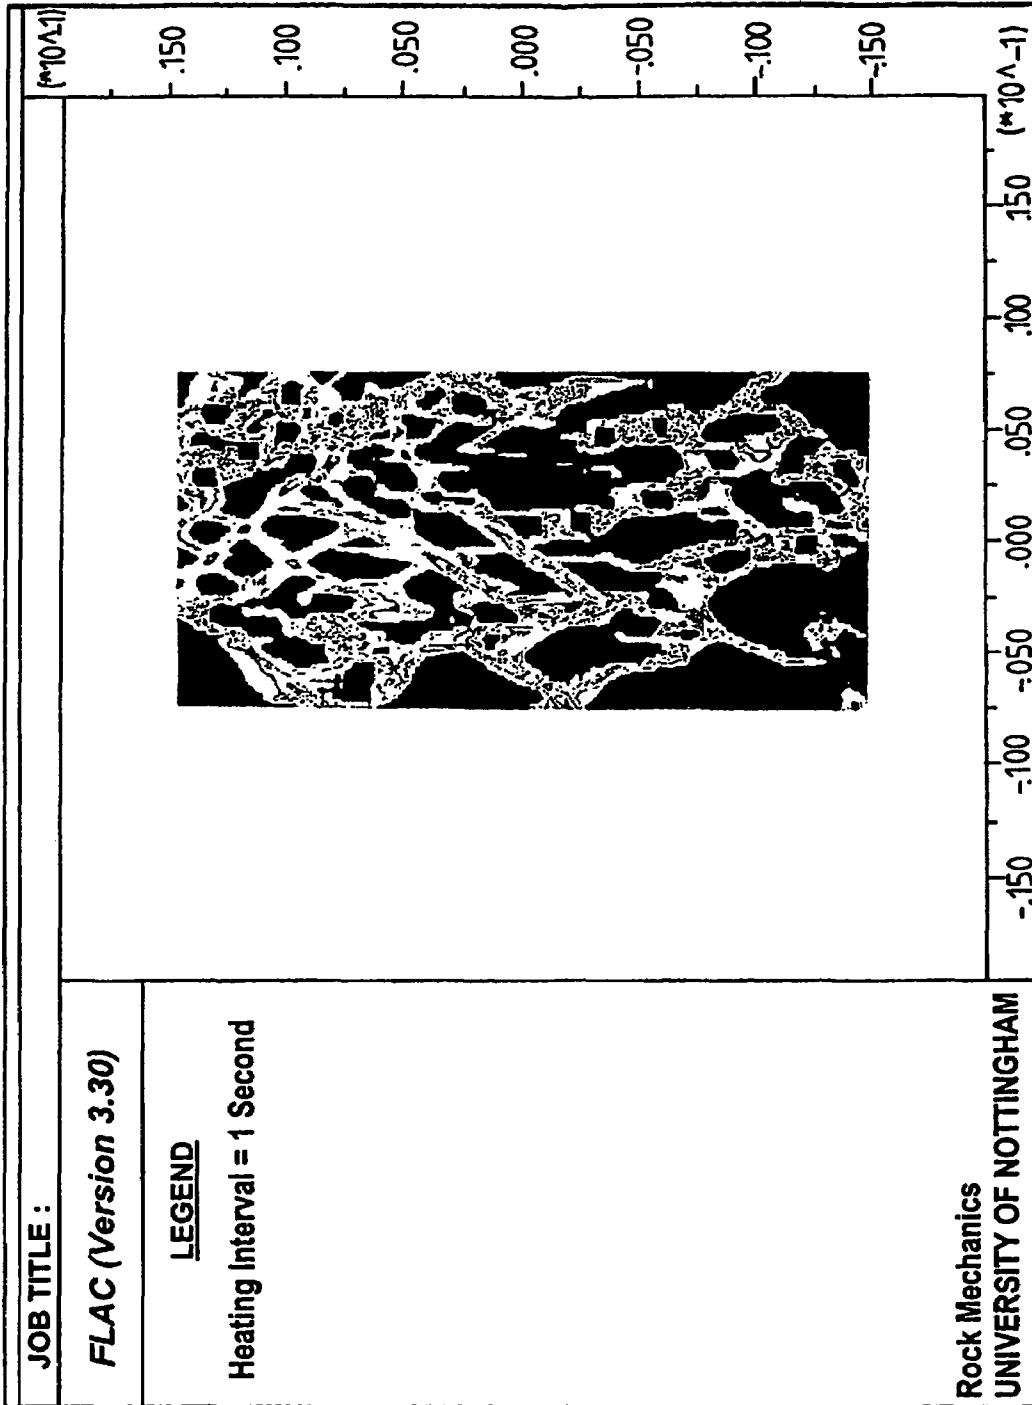 JOB TITLE :
FLAC (Version 3.30)
LEGEND
Heating Interval = 1 Second
Rock Mechanics
UNIVERSITY OF NOTTINGHAM
(*10^-1)
.150
.100
.050
.000
-.050
-.100
-.150
-.150
-.100
-.050
.000
.050
.100
.150
(*10^-1)